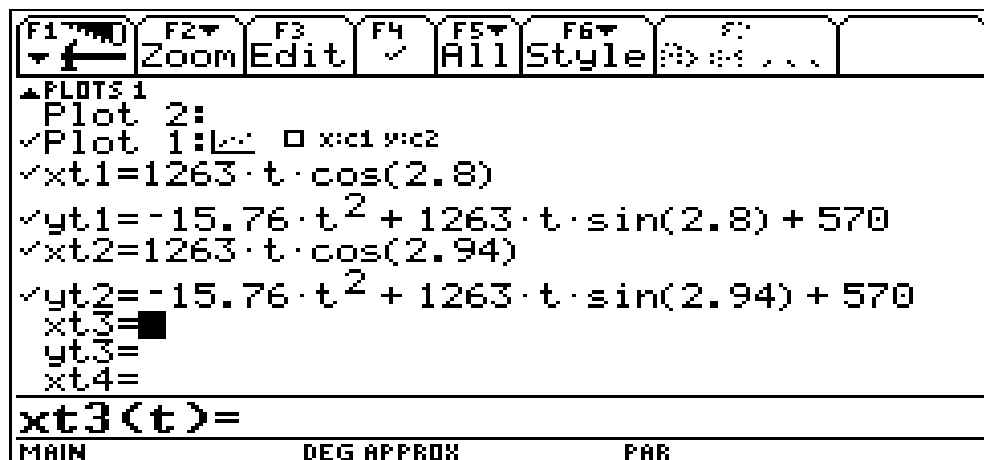 F1 F2 Zoom F3 Edit F4 ✓ F5 All F6 Style F7
PLOTS 1
Plot 2:
✓Plot 1: x:c1 y:c2
✓xt1=1263·t·cos(2.8)
✓yt1=-15.76·t² + 1263·t·sin(2.8) + 570
✓xt2=1263·t·cos(2.94)
✓yt2=-15.76·t² + 1263·t·sin(2.94) + 570
xt3=
yt3=
xt4=
xt3(t)=
MAIN DEG APPROX PAR